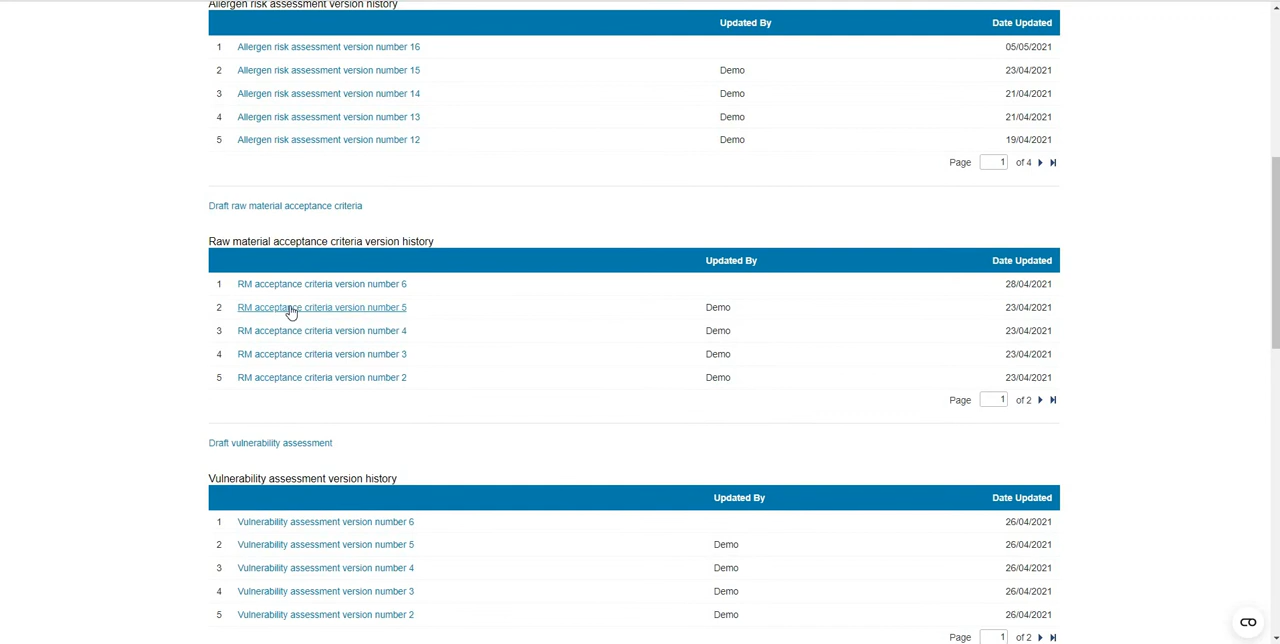 Allergen risk assessment version history
Updated By Date Updated
1 Allergen risk assessment version number 16 05/05/2021
2 Allergen risk assessment version number 15 Demo 23/04/2021
3 Allergen risk assessment version number 14 Demo 21/04/2021
4 Allergen risk assessment version number 13 Demo 21/04/2021
5 Allergen risk assessment version number 12 Demo 19/04/2021
Page 1 of 4
Draft raw material acceptance criteria
Raw material acceptance criteria version history
Updated By Date Updated
1 RM acceptance criteria version number 6 28/04/2021
2 RM acceptance criteria version number 5 Demo 23/04/2021
3 RM acceptance criteria version number 4 Demo 23/04/2021
4 RM acceptance criteria version number 3 Demo 23/04/2021
5 RM acceptance criteria version number 2 Demo 23/04/2021
Page 1 of 2
Draft vulnerability assessment
Vulnerability assessment version history
Updated By Date Updated
1 Vulnerability assessment version number 6 26/04/2021
2 Vulnerability assessment version number 5 Demo 26/04/2021
3 Vulnerability assessment version number 4 Demo 26/04/2021
4 Vulnerability assessment version number 3 Demo 26/04/2021
5 Vulnerability assessment version number 2 Demo 26/04/2021
Page 1 of 2